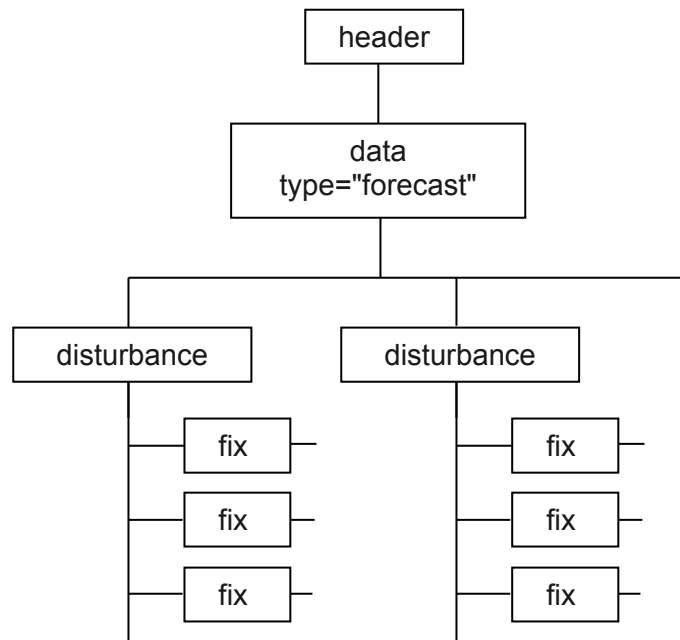 header
data
type="forecast"
disturbance
disturbance
fix
fix
fix
fix
fix
fix